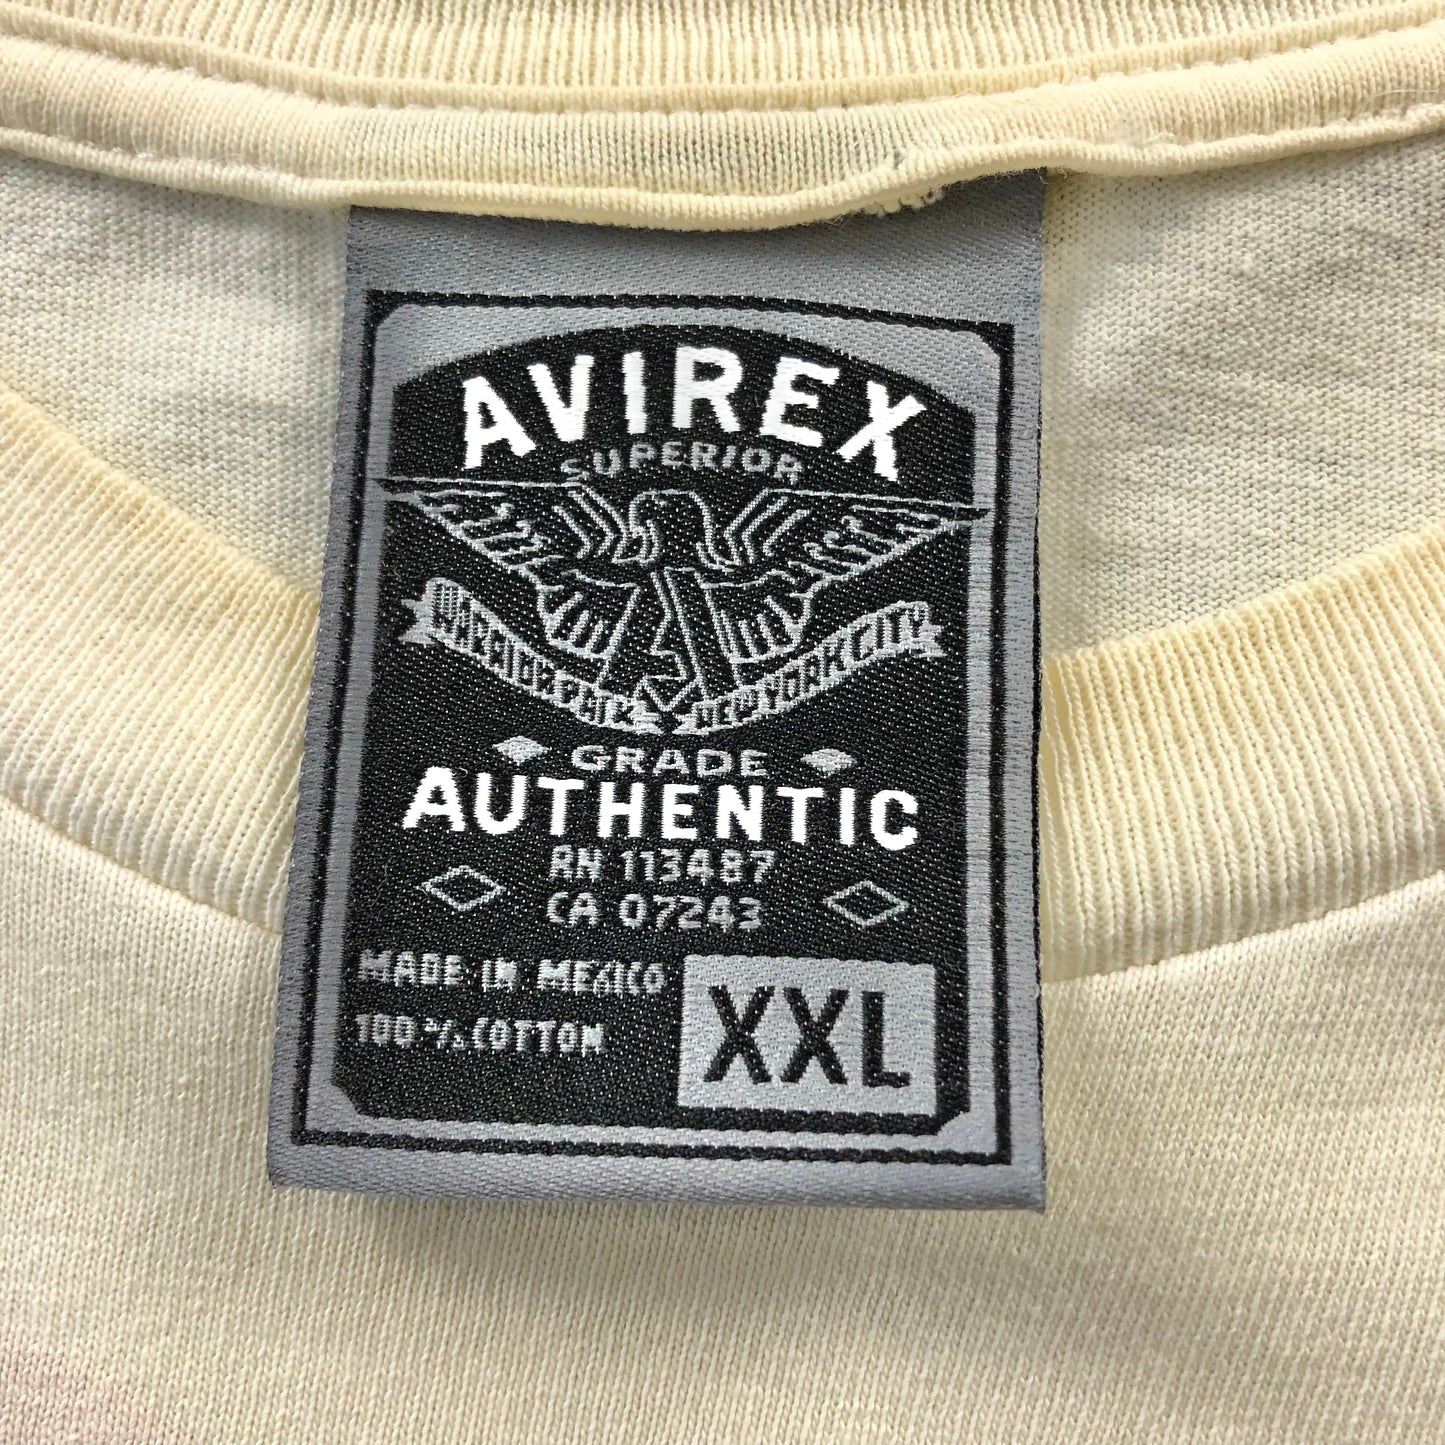 AVIREX
SUPERIOR
NEW YORK CITY
GRADE
AUTHENTIC
RN 113487
CA 07243
MADE IN MEXICO
100% COTTON
XXL